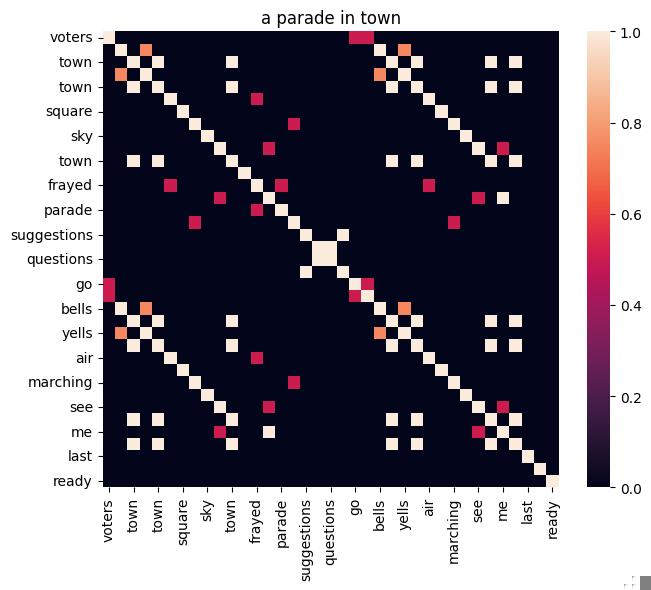 a parade in town
voters
town
town
square
sky
town
frayed
parade
suggestions
questions
go
bells
yells
air
marching
see
me
last
ready
1.0
0.8
0.6
0.4
0.2
0.0
voters
town
town
square
sky
town
frayed
parade
suggestions
questions
go
bells
yells
air
marching
see
me
last
ready